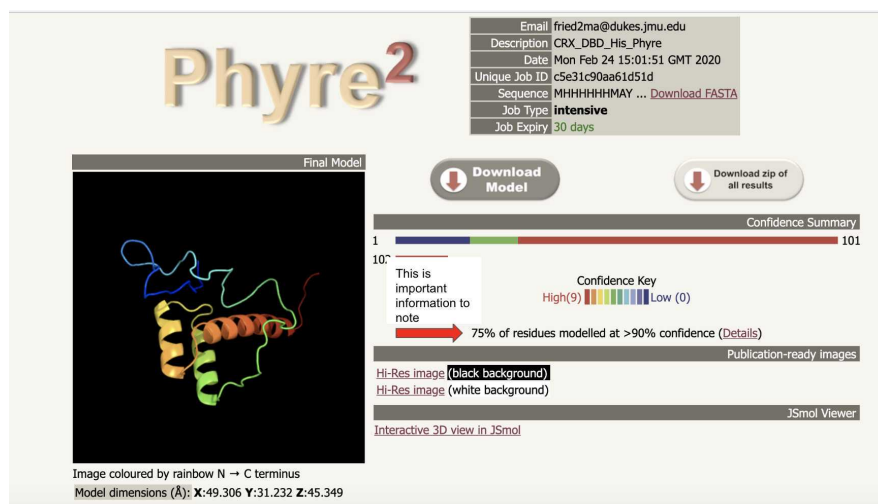 Phyre2
Email fried2ma@dukes.jmu.edu
Description CRX_DBD_His_Phyre
Date Mon Feb 24 15:01:51 GMT 2020
Unique Job ID c5e31c90aa61d51d
Sequence MHHHHHHMAY ... Download FASTA
Job Type intensive
Job Expiry 30 days
Final Model
Download
Model
Download zip of
all results
Confidence Summary
1 101
This is
important
information to
note
Confidence Key
High(9) Low (0)
75% of residues modelled at >90% confidence (Details)
Publication-ready images
Hi-Res image (black background)
Hi-Res image (white background)
JSmol Viewer
Interactive 3D view in JSmol
Image coloured by rainbow N → C terminus
Model dimensions (Å): X:49.306 Y:31.232 Z:45.349